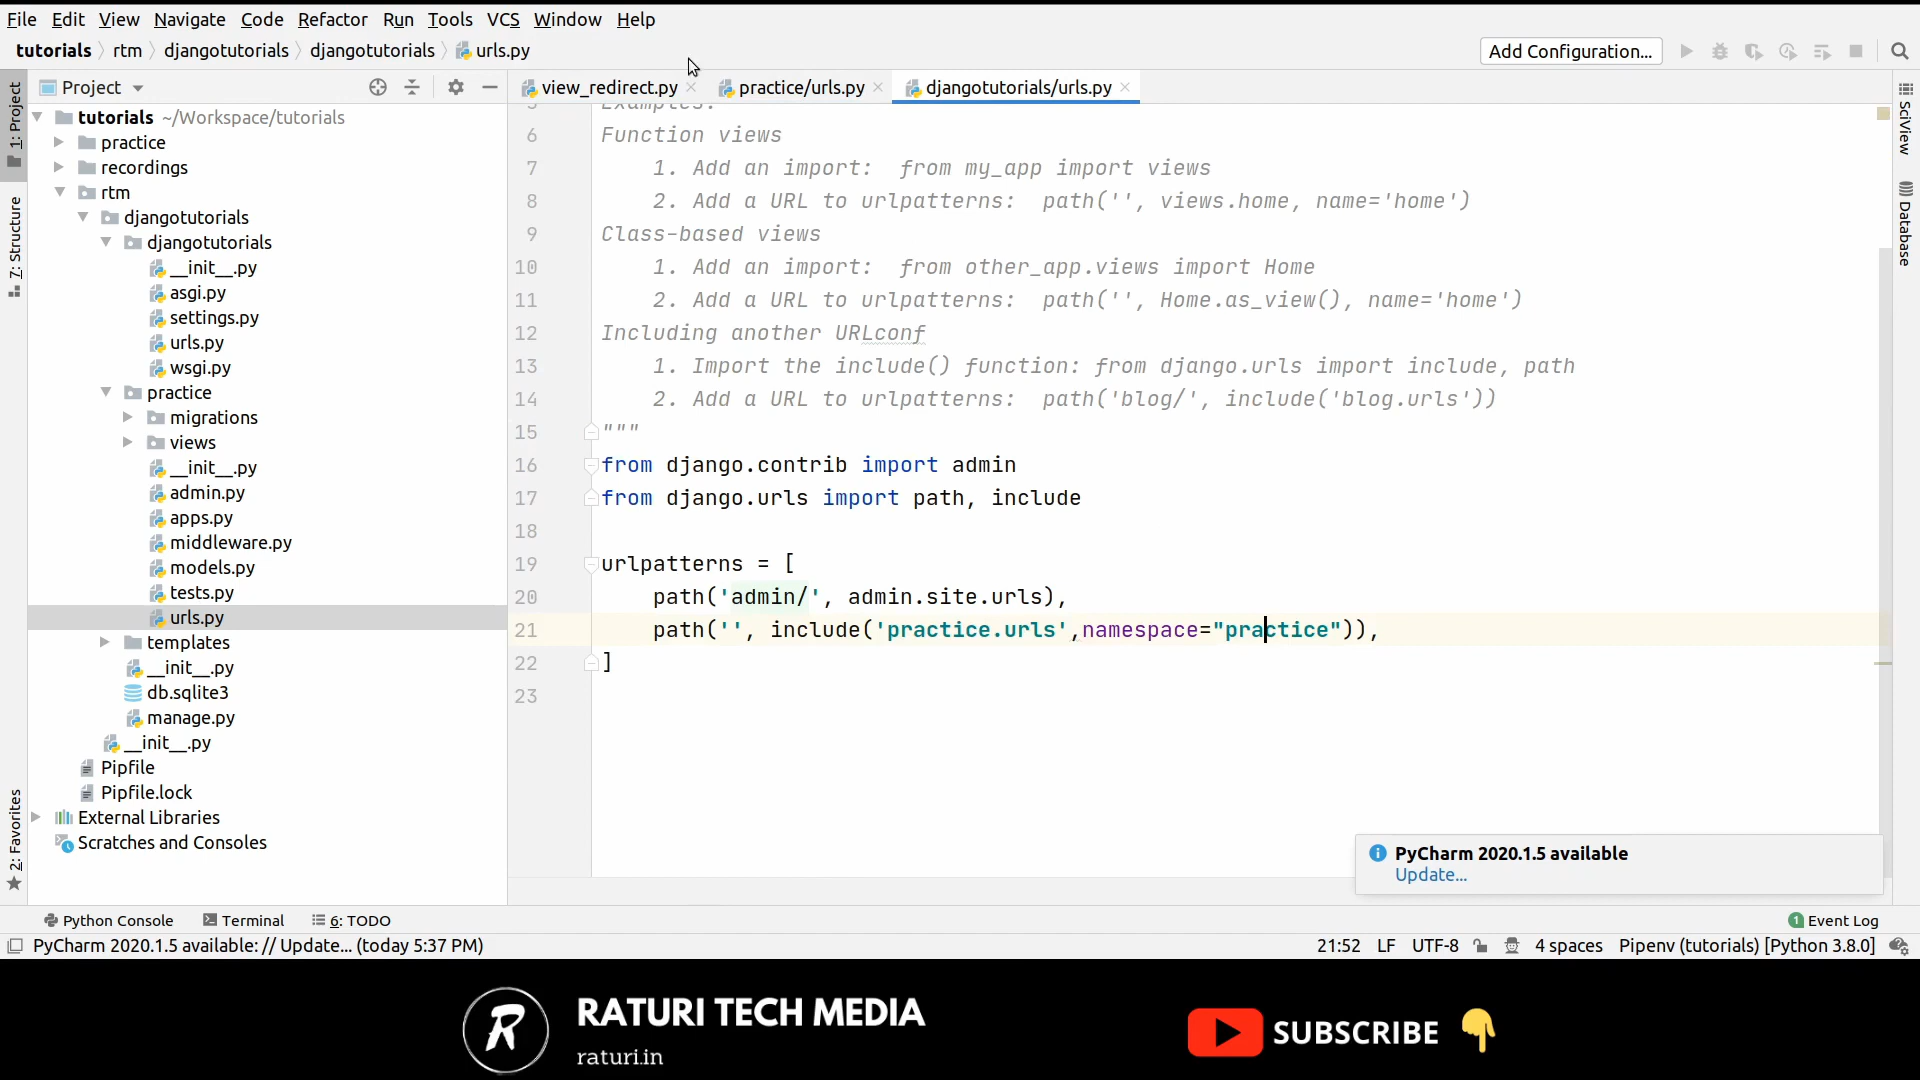 File Edit View Navigate Code Refactor Run Tools VCS Window Help
tutorials rtm djangotutorials djangotutorials urls.py Add Configuration...
Project view_redirect.py practice/urls.py djangotutorials/urls.py
1: Project
7: Structure
2: Favorites
tutorials ~/Workspace/tutorials
practice
recordings
rtm
djangotutorials
djangotutorials
__init__.py
asgi.py
settings.py
urls.py
wsgi.py
practice
migrations
views
__init__.py
admin.py
apps.py
middleware.py
models.py
tests.py
urls.py
templates
__init__.py
db.sqlite3
manage.py
__init__.py
Pipfile
Pipfile.lock
External Libraries
Scratches and Consoles
5 Examples:
6 Function views
7 1. Add an import:  from my_app import views
8 2. Add a URL to urlpatterns:  path('', views.home, name='home')
9 Class-based views
10 1. Add an import:  from other_app.views import Home
11 2. Add a URL to urlpatterns:  path('', Home.as_view(), name='home')
12 Including another URLconf
13 1. Import the include() function: from django.urls import include, path
14 2. Add a URL to urlpatterns:  path('blog/', include('blog.urls'))
15 """
16 from django.contrib import admin
17 from django.urls import path, include
18
19 urlpatterns = [
20 path('admin/', admin.site.urls),
21 path('', include('practice.urls',namespace="practice")),
22 ]
23
SciView
Database
PyCharm 2020.1.5 available
Update...
Python Console Terminal 6: TODO 1 Event Log
PyCharm 2020.1.5 available: // Update... (today 5:37 PM) 21:52 LF UTF-8 4 spaces Pipenv (tutorials) [Python 3.8.0]
R
RATURI TECH MEDIA
raturi.in
SUBSCRIBE